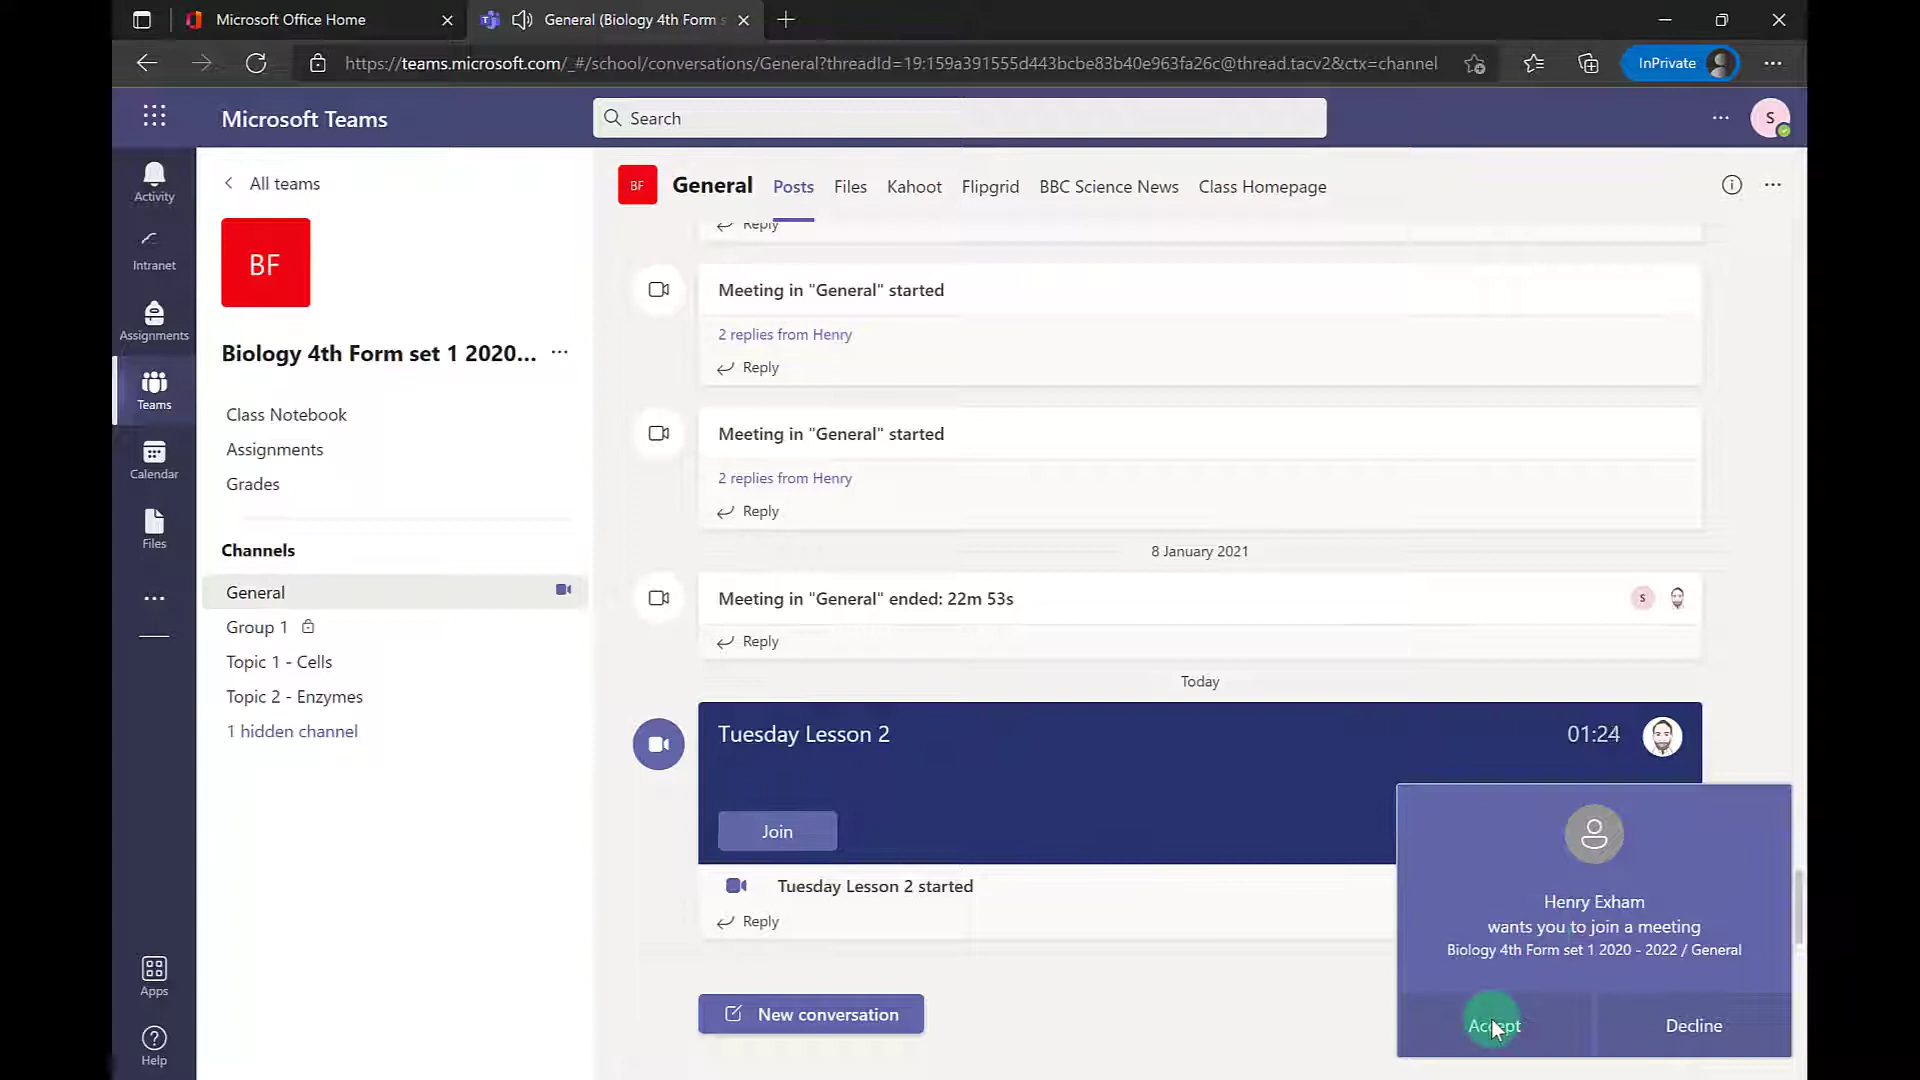 Microsoft Office Home
General (Biology 4th Form s
https://teams.microsoft.com/_#/school/conversations/General?threadId=19:159a391555d443bcbe83b40e963fa26c@thread.tacv2&ctx=channel
InPrivate
Microsoft Teams
Search
S
Activity
Intranet
Assignments
Teams
Calendar
Files
Apps
Help
All teams
BF
Biology 4th Form set 1 2020...
Class Notebook
Assignments
Grades
Channels
General
Group 1
Topic 1 - Cells
Topic 2 - Enzymes
1 hidden channel
BF
General
Posts
Files
Kahoot
Flipgrid
BBC Science News
Class Homepage
Reply
Meeting in "General" started
2 replies from Henry
Reply
Meeting in "General" started
2 replies from Henry
Reply
8 January 2021
Meeting in "General" ended: 22m 53s
S
Reply
Today
Tuesday Lesson 2
01:24
Join
Tuesday Lesson 2 started
Reply
New conversation
Henry Exham
wants you to join a meeting
Biology 4th Form set 1 2020 - 2022 / General
Accept
Decline